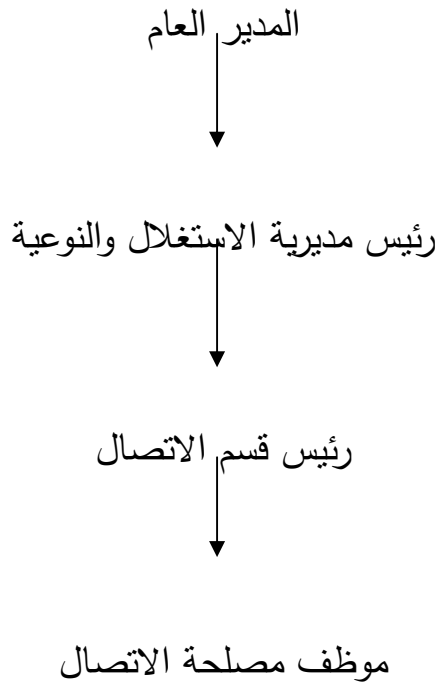 المدير العام
رئيس مديرية الاستغلال والنوعية
رئيس قسم الاتصال
موظف مصلحة الاتصال